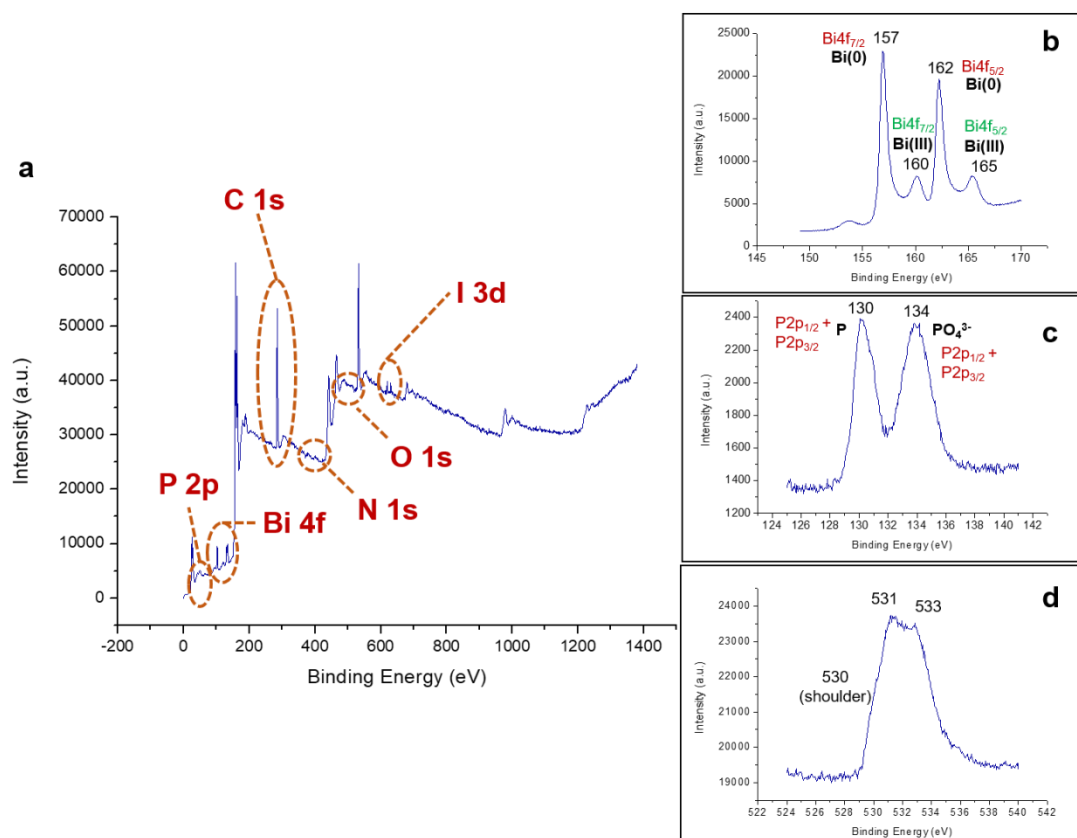 a
70000
60000
50000
40000
30000
20000
10000
0
-200
0
200
400
600
800
1000
1200
1400
Intensity (a.u.)
Binding Energy (eV)
C 1s
I 3d
O 1s
N 1s
P 2p
Bi 4f
b
Bi4f7/2
Bi(0)
157
162
Bi4f5/2
Bi(0)
Bi4f7/2
Bi(III)
160
Bi4f5/2
Bi(III)
165
25000
20000
15000
10000
5000
0
145
150
155
160
165
170
Intensity (a.u.)
Binding Energy (eV)
c
130
134
P2p1/2 +
P2p3/2
P
PO₄³⁻
P2p1/2 +
P2p3/2
2400
2200
2000
1800
1600
1400
1200
124
126
128
130
132
134
136
138
140
142
Intensity (a.u.)
Binding Energy (eV)
d
531
533
530
(shoulder)
24000
23000
22000
21000
20000
19000
522
524
526
528
530
532
534
536
538
540
542
Intensity (a.u.)
Binding Energy (eV)